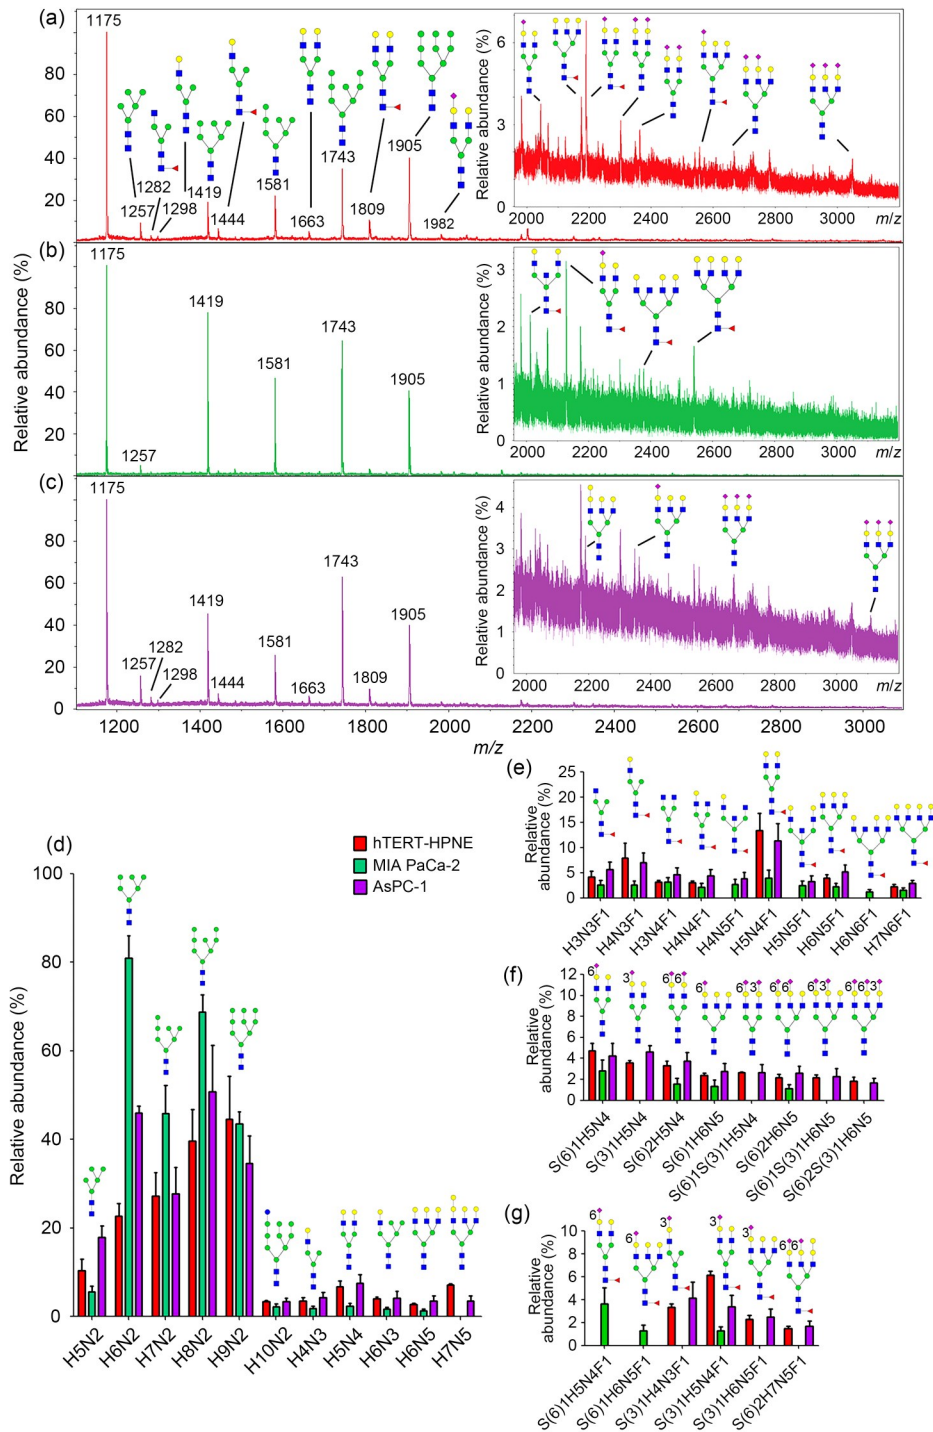 (a)
1175
1257
1282
1298
1419
1444
1581
1663
1743
1809
1905
1982
80
60
40
20
0
Relative abundance (%)
6
3
2000 2200 2400 2600 2800 3000
m/z
(b)
1175
1257
1419
1581
1743
1905
80
60
40
20
Relative abundance (%)
Relative abundance (%)
3
2
1
0
2000 2200 2400 2600 2800 3000
m/z
(c)
1175
1257
1282
1298
1419
1444
1581
1663
1743
1809
1905
80
60
40
20
0
Relative abundance (%)
4
3
2
1
0
2000 2200 2400 2600 2800 3000
m/z
1200 1400 1600 1800 2000 2200 2400 2600 2800 3000
m/z
(d)
hTERT-HPNE
MIA PaCa-2
AsPC-1
Relative abundance (%)
100
80
60
40
20
0
H5N2
H6N2
H7N2
H8N2
H9N2
H10N2
H4N3
H5N4
H6N3
H6N5
H7N5
(e)
Relative
abundance (%)
25
20
15
10
5
0
H3N3F1
H4N3F1
H3N4F1
H4N4F1
H4N5F1
H5N4F1
H5N5F1
H6N5F1
H6N6F1
H7N6F1
(f)
Relative
abundance (%)
12
10
8
6
4
2
0
6 3 6 6 6 6 3 6 6 6 3 6 6 3
S(6)1H5N4
S(3)1H5N4
S(6)2H5N4
S(6)1H6N5
S(6)1S(3)1H5N4
S(6)2H6N5
S(6)1S(3)1H6N5
S(6)2S(3)1H6N5
(g)
Relative
abundance (%)
10
8
6
4
2
0
6 6 3 3 3 6 6
S(6)1H5N4F1
S(6)1H6N5F1
S(3)1H4N3F1
S(3)1H5N4F1
S(3)1H6N5F1
S(6)2H7N5F1